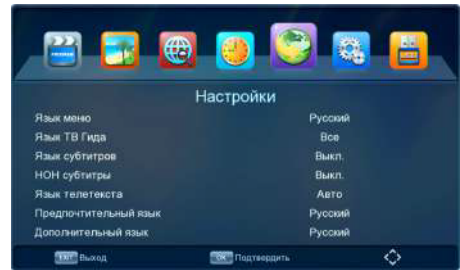 Настройки
Язык меню Русский
Язык ТВ Гида Все
Язык субтитров Выкл.
НОН субтитры Выкл.
Язык телетекста Авто
Предпочтительный язык Русский
Дополнительный язык Русский
EXIT Выход OK Подтвердить